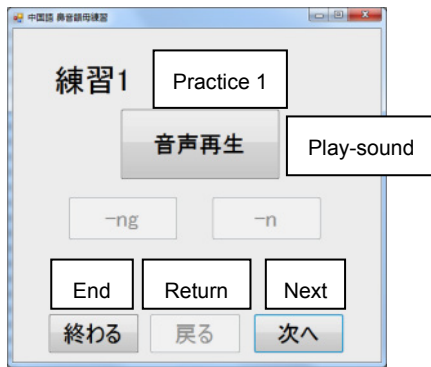 中国語 鼻音韻母練習
練習1 Practice 1
音声再生 Play-sound
-ng -n
End Return Next
終わる 戻る 次へ